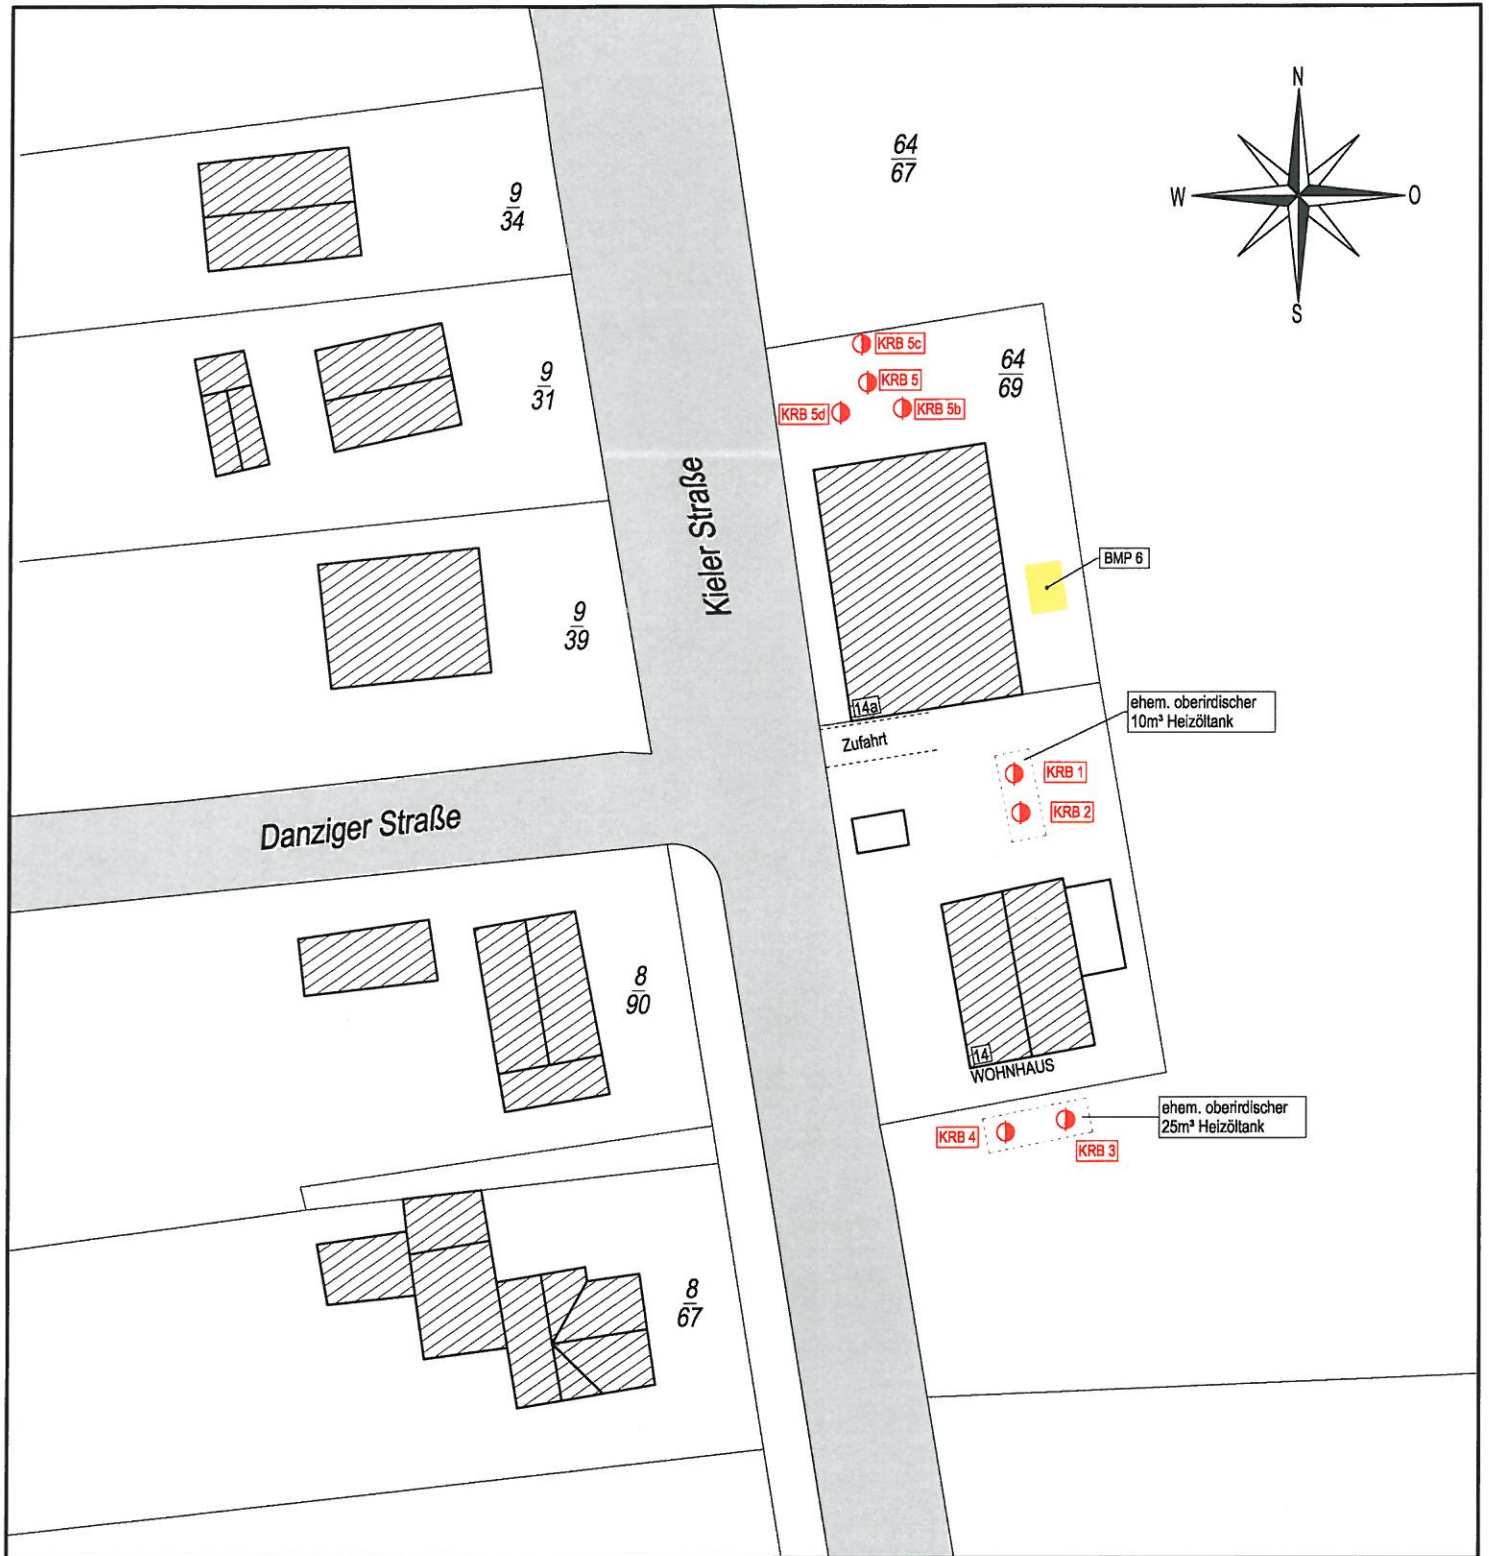 N
W
O
S
64
67
9
34
KRB 5c
64
69
KRB 5
KRB 5d
KRB 5b
9
31
Kieler Straße
BMP 6
9
39
14a
ehem. oberirdischer
10m³ Heizöltank
Zufahrt
KRB 1
KRB 2
Danziger Straße
8
90
14
WOHNHAUS
ehem. oberirdischer
25m³ Heizöltank
KRB 4
KRB 3
8
67